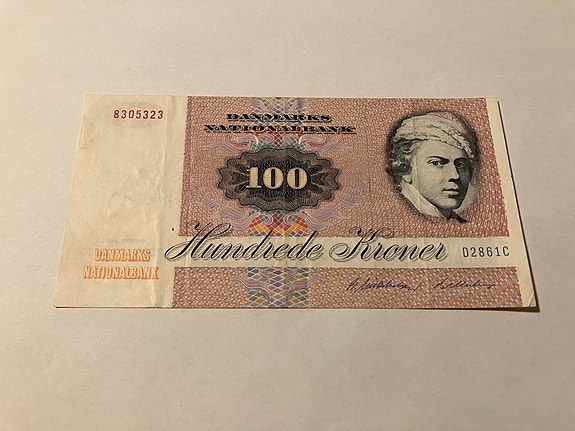 8305323
DANMARKS
NATIONALBANK
100
Hundrede Kroner
D2861C
DANMARKS
NATIONALBANK